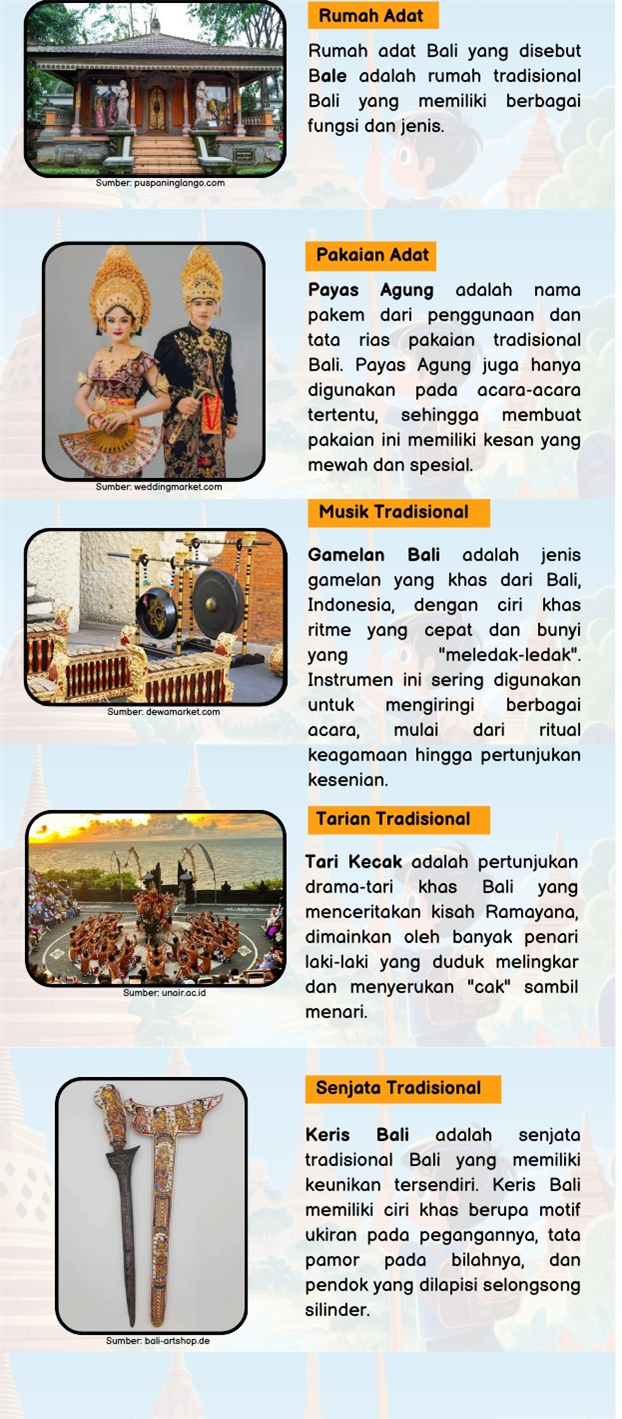 Rumah Adat
Rumah adat Bali yang disebut
Bale adalah rumah tradisional
Bali yang memiliki berbagai
fungsi dan jenis.
Sumber: puspaninglango.com
Pakaian Adat
Payas Agung adalah nama
pakem dari penggunaan dan
tata rias pakaian tradisional
Bali. Payas Agung juga hanya
digunakan pada acara-acara
tertentu, sehingga membuat
pakaian ini memiliki kesan yang
mewah dan spesial.
Sumber: weddingmarket.com
Musik Tradisional
Gamelan Bali adalah jenis
gamelan yang khas dari Bali,
Indonesia, dengan ciri khas
ritme yang cepat dan bunyi
yang "meledak-ledak".
Instrumen ini sering digunakan
untuk mengiringi berbagai
acara, mulai dari ritual
keagamaan hingga pertunjukan
kesenian.
Sumber: dewamarket.com
Tarian Tradisional
Tari Kecak adalah pertunjukan
drama-tari khas Bali yang
menceritakan kisah Ramayana,
dimainkan oleh banyak penari
laki-laki yang duduk melingkar
dan menyerukan "cak" sambil
menari.
Sumber: unair.ac.id
Senjata Tradisional
Keris Bali adalah senjata
tradisional Bali yang memiliki
keunikan tersendiri. Keris Bali
memiliki ciri khas berupa motif
ukiran pada pegangannya, tata
pamor pada bilahnya, dan
pendok yang dilapisi selongsong
silinder.
Sumber: bali-artshop.de